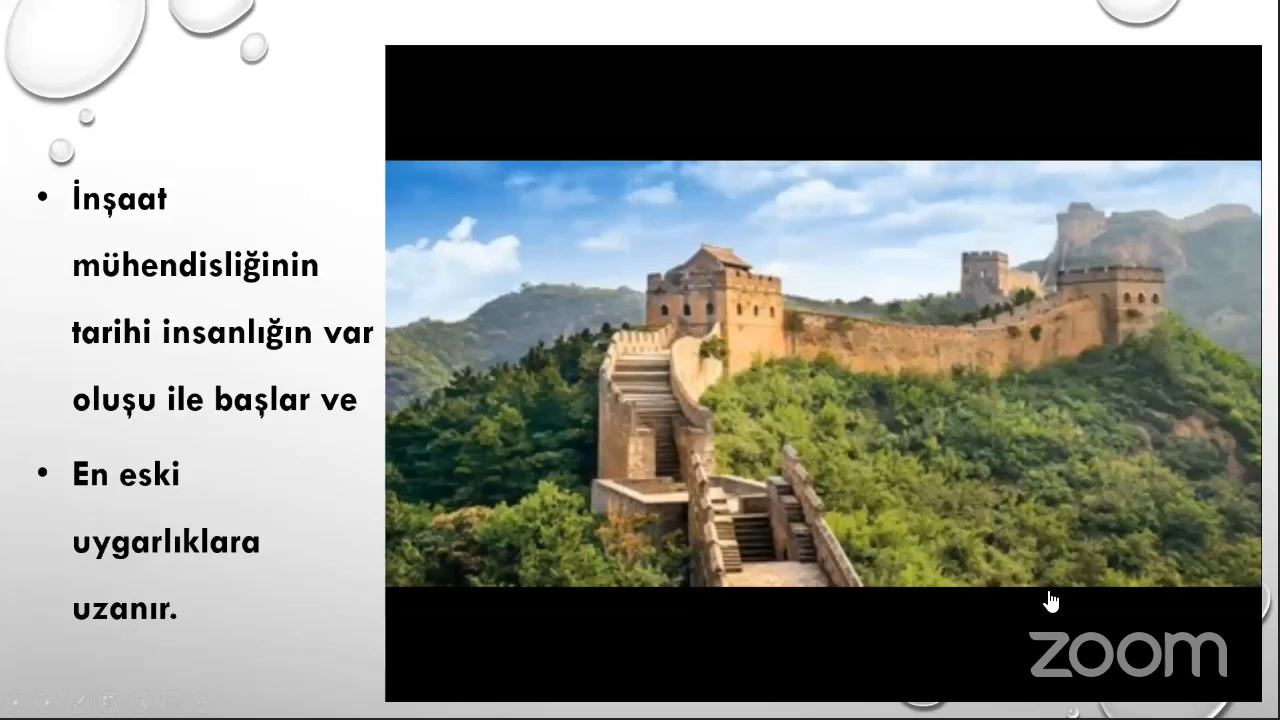 • İnşaat
mühendisliğinin
tarihi insanlığın var
oluşu ile başlar ve
• En eski
uygarlıklara
uzanır.
zoom